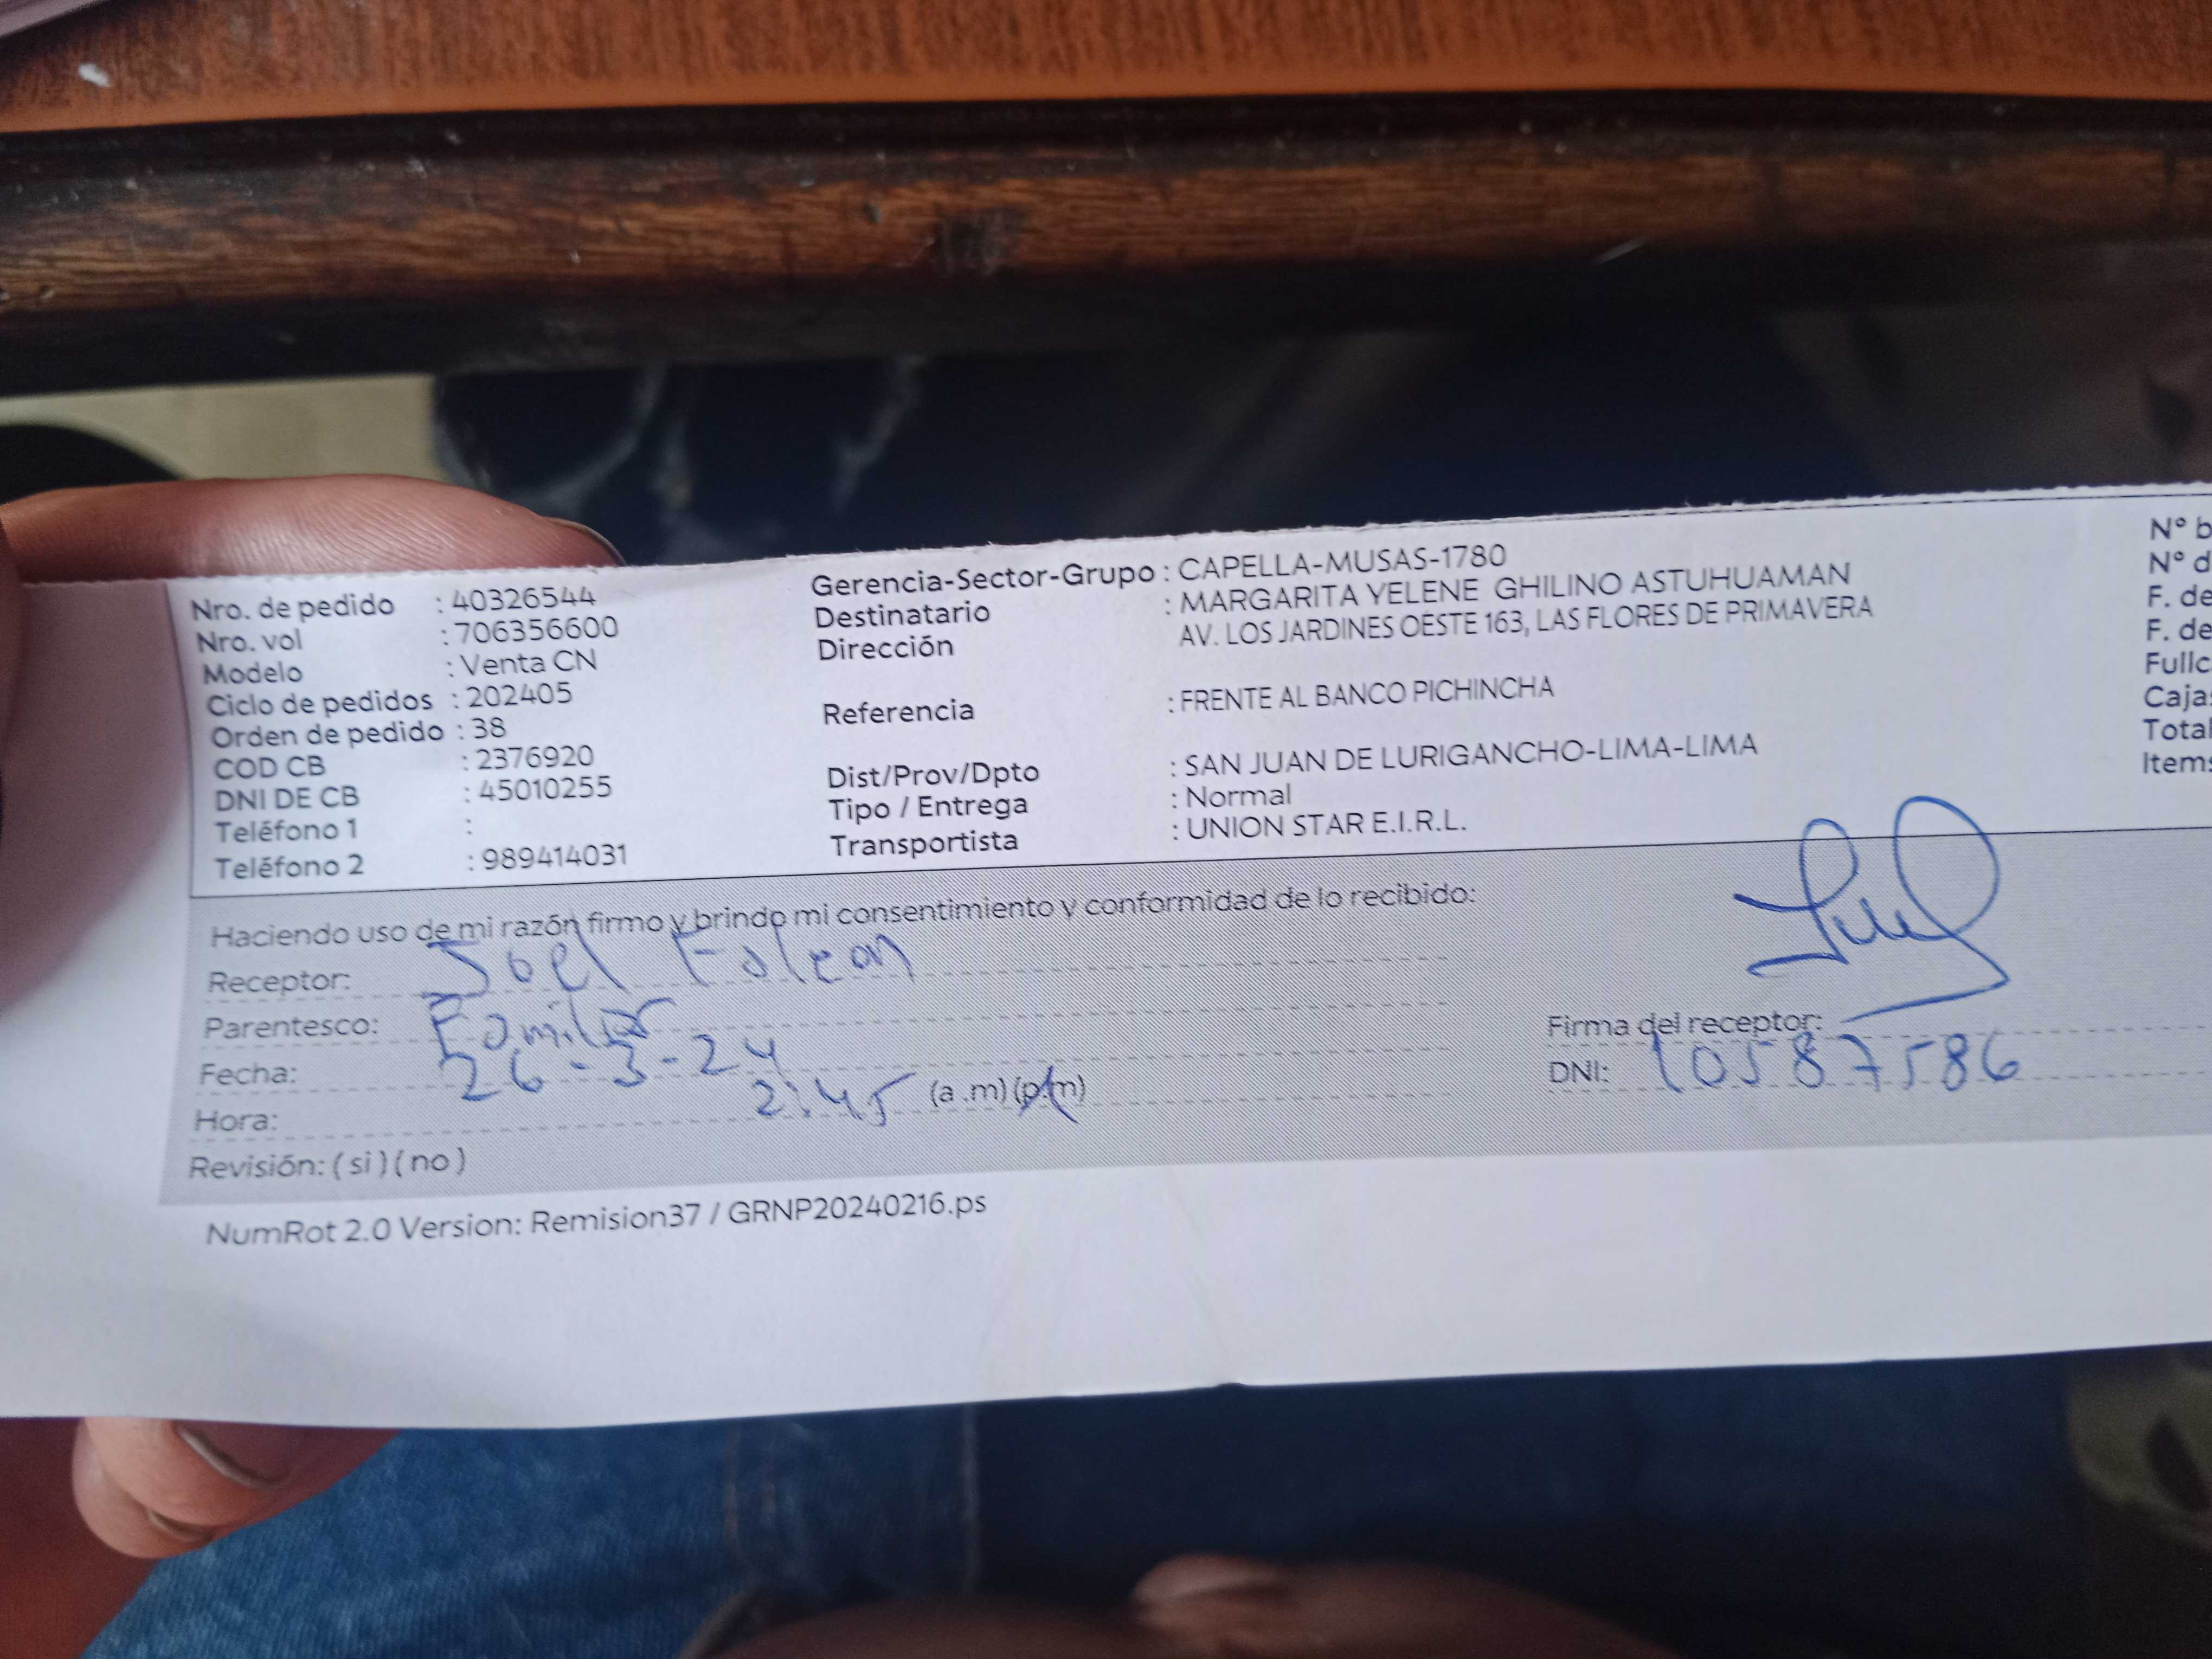 Nro. de pedido : 40326544
Nro. vol : 706356600
Modelo : Venta CN
Ciclo de pedidos : 202405
Orden de pedido : 38
COD CB : 2376920
DNI DE CB : 45010255
Teléfono 1 :
Teléfono 2 : 989414031
Gerencia-Sector-Grupo : CAPELLA-MUSAS-1780
Destinatario : MARGARITA YELENE GHILINO ASTUHUAMAN
Dirección AV. LOS JARDINES OESTE 163, LAS FLORES DE PRIMAVERA
Referencia : FRENTE AL BANCO PICHINCHA
Dist/Prov/Dpto : SAN JUAN DE LURIGANCHO-LIMA-LIMA
Tipo / Entrega : Normal
Transportista : UNION STAR E.I.R.L.
Nº b
Nº d
F. de
F. de
Fullc
Caja
Total
Items
Haciendo uso de mi razón firmo y brindo mi consentimiento y conformidad de lo recibido:
Receptor: Joel Falcon
Parentesco: Familiar
Fecha: 26-3-24
Hora: 2:45 (a .m) (p.m)
Revisión: ( si ) ( no )
Firma del receptor:
DNI: 10587586
NumRot 2.0 Version: Remision37 / GRNP20240216.ps